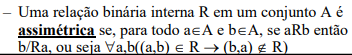 – Uma relação binária interna R em um conjunto A é
assimétrica se, para todo a∈A e b∈A, se aRb então
b/Ra, ou seja ∀a,b((a,b) ∈ R → (b,a) ∉ R)